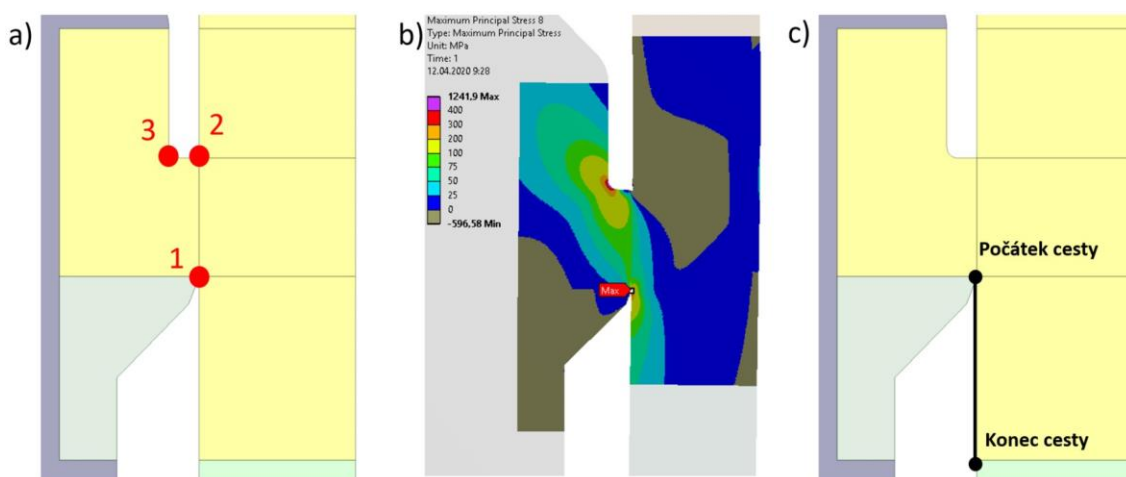 a)
3
2
1
b)
Maximum Principal Stress 8
Type: Maximum Principal Stress
Unit: MPa
Time: 1
12.04.2020 9:28
1241,9 Max
400
300
200
100
75
50
25
0
-596,58 Min
Max
c)
Počátek cesty
Konec cesty